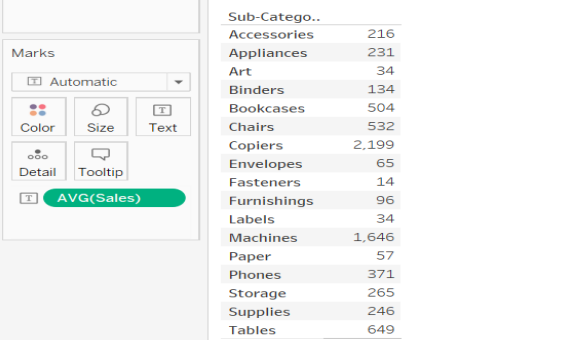 Marks
T Automatic
Color Size T Text
Detail Tooltip
T AVG(Sales)
Sub-Catego..
Accessories 216
Appliances 231
Art 34
Binders 134
Bookcases 504
Chairs 532
Copiers 2,199
Envelopes 65
Fasteners 14
Furnishings 96
Labels 34
Machines 1,646
Paper 57
Phones 371
Storage 265
Supplies 246
Tables 649